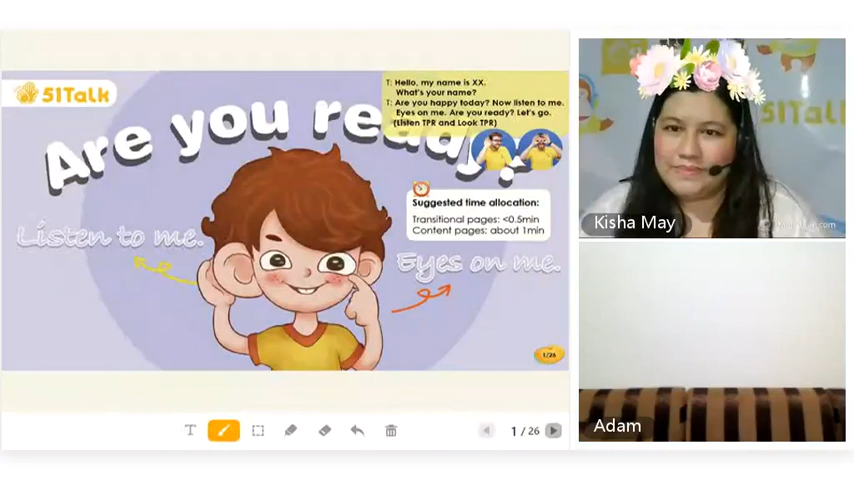 51Talk
Are you ready?
T: Hello, my name is XX.
What's your name?
T: Are you happy today? Now listen to me.
Eyes on me. Are you ready? Let's go.
(Listen TPR and Look TPR)
Suggested time allocation:
Transitional pages: <0.5min
Content pages: about 1min
Listen to me.
Eyes on me.
1/26
T
1 / 26
51Talk
Kisha May
Adam